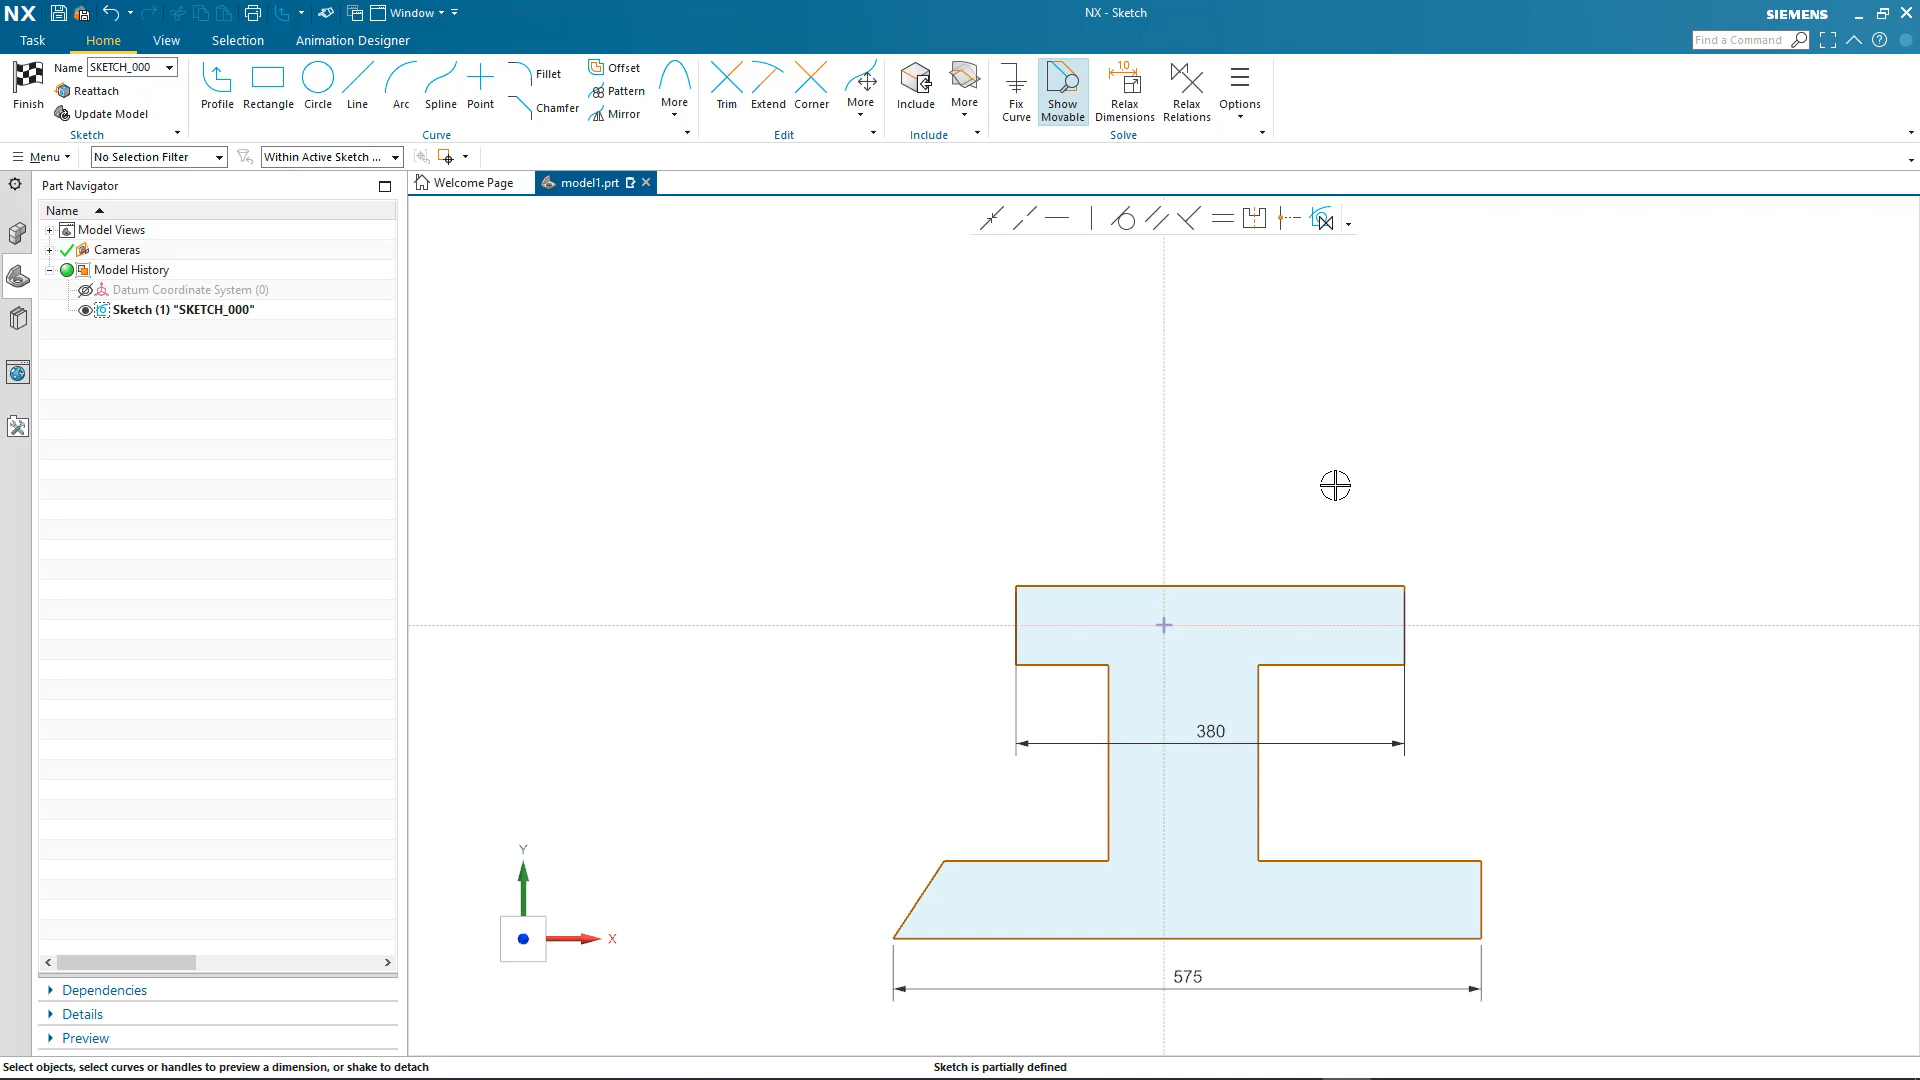 NX
Window
NX - Sketch
SIEMENS
Task
Home
View
Selection
Animation Designer
Find a Command
Finish
Name
SKETCH_000
Reattach
Update Model
Sketch
Profile
Rectangle
Circle
Line
Arc
Spline
Point
Fillet
Chamfer
Offset
Pattern
Mirror
More
Curve
Trim
Extend
Corner
More
Edit
Include
More
Include
1,0
Fix
Curve
Show
Movable
Relax
Dimensions
Relax
Relations
Options
Solve
Menu
No Selection Filter
Within Active Sketch ...
Part Navigator
Welcome Page
model1.prt
Name
Model Views
Cameras
Model History
Datum Coordinate System (0)
Sketch (1) "SKETCH_000"
380
575
Y
X
Dependencies
Details
Preview
Select objects, select curves or handles to preview a dimension, or shake to detach
Sketch is partially defined